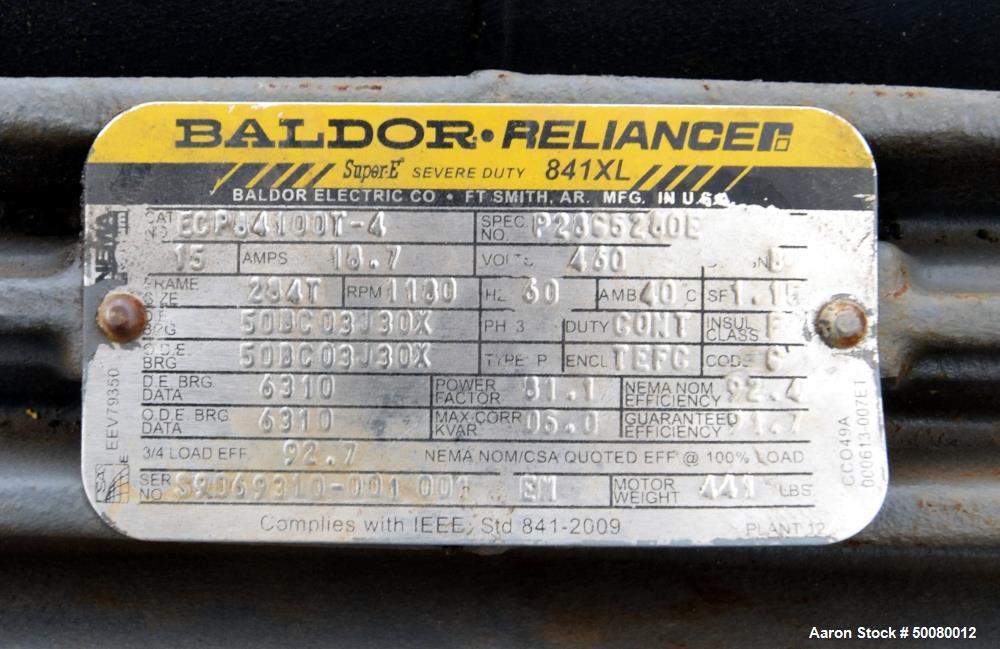 BALDOR • RELIANCE
Super-E SEVERE DUTY 841XL
BALDOR ELECTRIC CO • FT SMITH, AR. MFG. IN U.S.A.
NEMA
CAT ECP84100T-4 SPEC. NO. P28G5280E
15 AMPS 18.7 VOLTS 460
FRAME SIZE 284T RPM 1180 HZ 60 AMB 40 C SF 1.15
BRG 50BC03J30X PH 3 DUTY CONT INSUL CLASS F
O.D.E. BRG 50BC03J30X TYPE P ENCL TEFC CODE G
D.E. BRG. DATA 6310 POWER FACTOR 81.1 NEMA NOM EFFICIENCY 92.4
O.D.E. BRG DATA 6310 MAX CORR KVAR 05.0 GUARANTEED EFFICIENCY 91.7
3/4 LOAD EFF. 92.7 NEMA NOM/CSA QUOTED EFF @ 100% LOAD
SER NO EM MOTOR WEIGHT 441 LBS
Complies with IEEE Std 841-2009 PLANT 12
EEV79350
CC049A
000613-007ET
Aaron Stock # 50080012